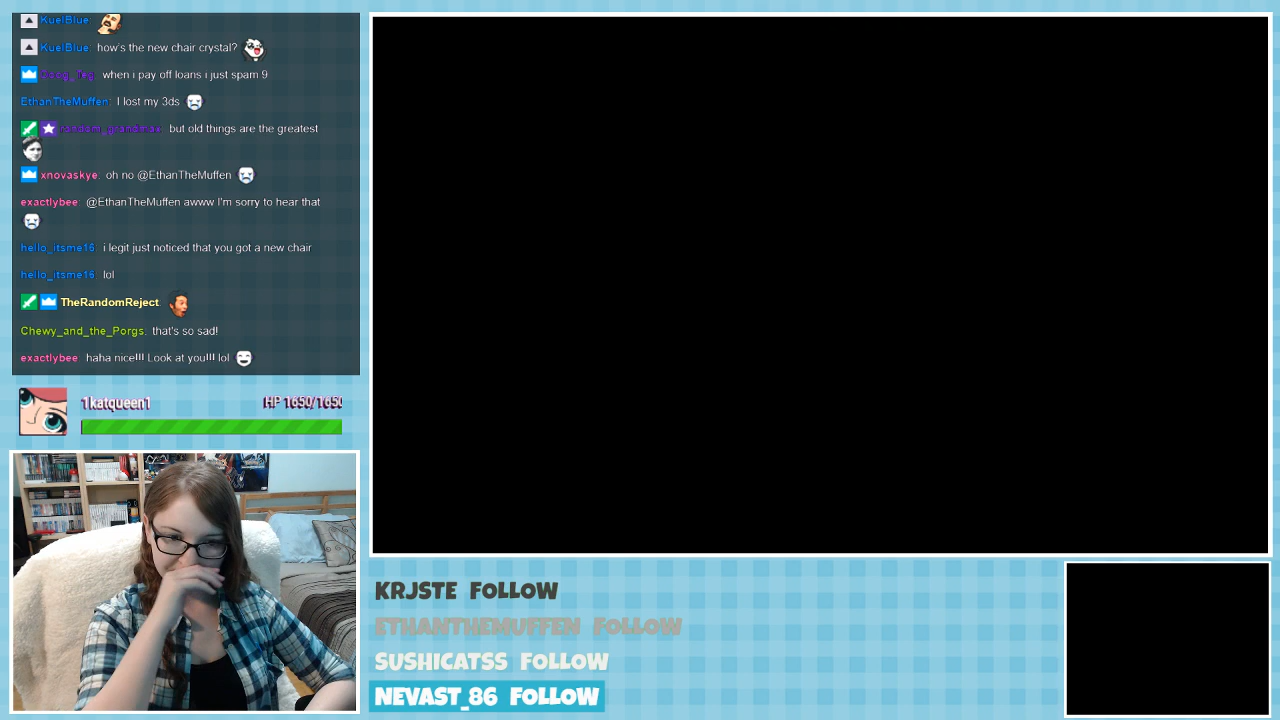 KuelBlue:
KuelBlue: how's the new chair crystal?
when i pay off loans i just spam 9
EthanTheMuffen: I lost my 3ds
random_grandmax: but old things are the greatest
xnovaskye: oh no @EthanTheMuffen
exactlybee: @EthanTheMuffen awww I'm sorry to hear that
hello_itsme16: i legit just noticed that you got a new chair
hello_itsme16: lol
TheRandomReject:
Chewy_and_the_Porgs: that's so sad!
exactlybee: haha nice!!! Look at you!!! lol
1katqueen1 HP 1650/1650
KRJSTE FOLLOW
ETHANTHEMUFFEN FOLLOW
SUSHICATSS FOLLOW
NEVAST_86 FOLLOW